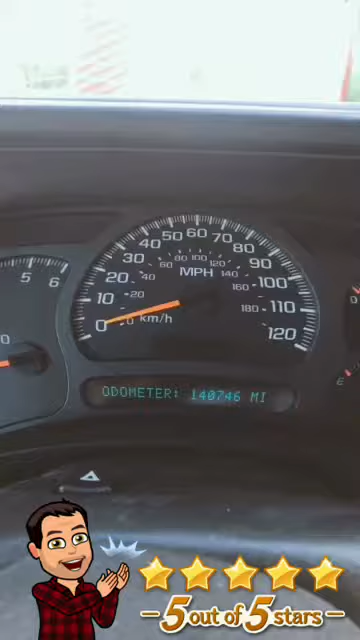 5 6
0
0 10 20 30 40 50 60 70 80 90 100 110 120
20 40 60 80 100 120 140 160 180
MPH
km/h
ODOMETER: 140746 MI
E
5 out of 5 stars